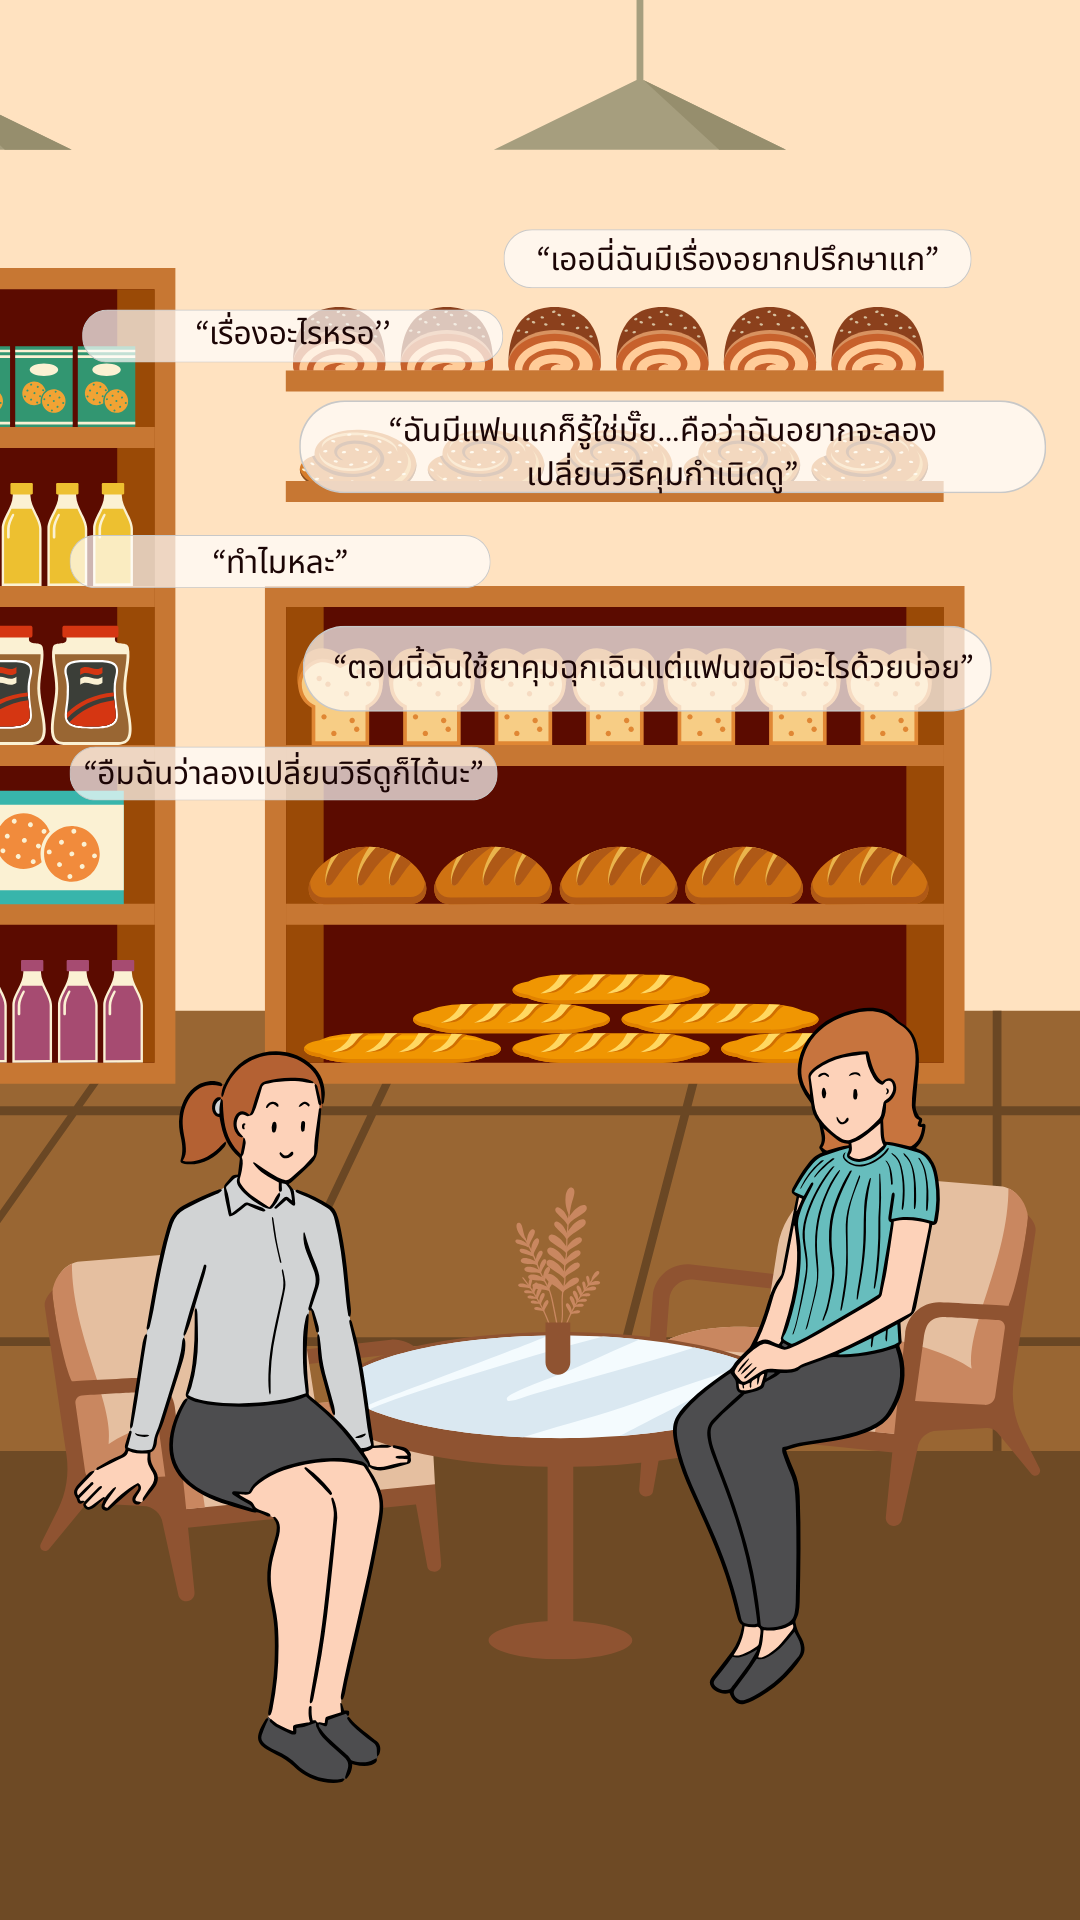 “เออนี่ฉันมีเรื่องอยากปรึกษาแก”
“เรื่องอะไรหรอ’’
“ฉันมีแฟนแกก็รู้ใช่มั๊ย...คือว่าฉันอยากจะลอง
เปลี่ยนวิธีคุมกำเนิดดู”
“ทำไมหละ”
“ตอนนี้ฉันใช้ยาคุมฉุกเฉินแต่แฟนขอมีอะไรด้วยบ่อย”
“อืมฉันว่าลองเปลี่ยนวิธีดูก็ได้นะ”